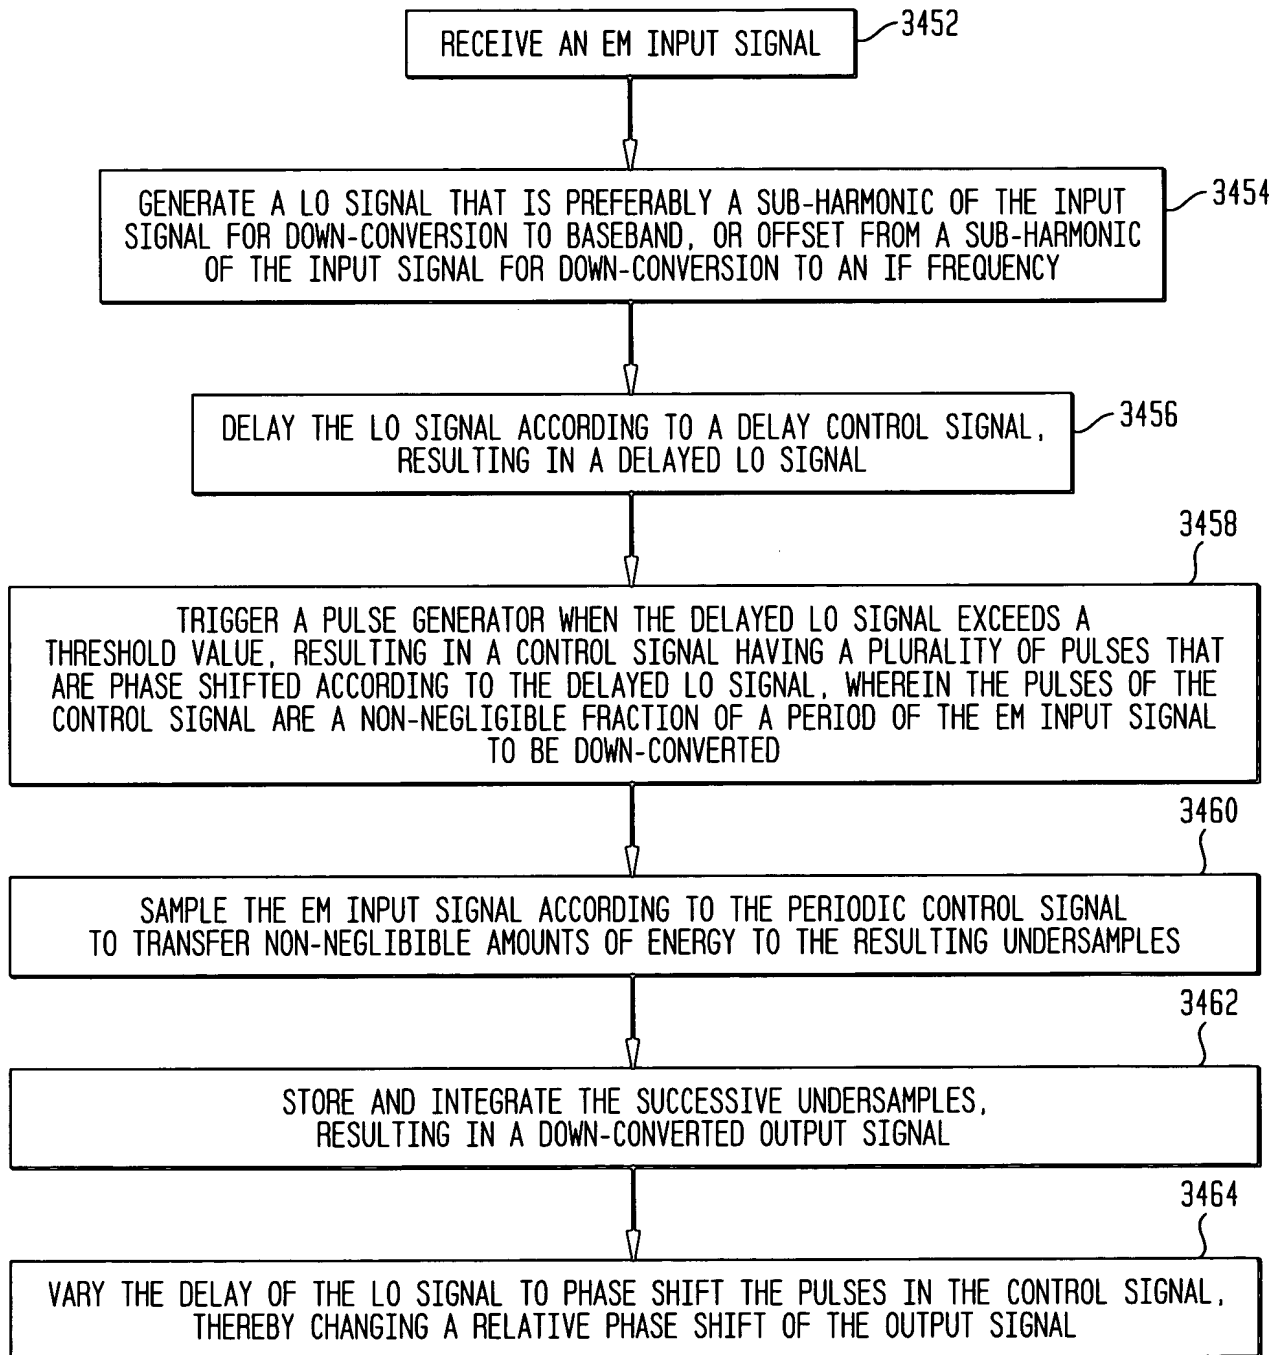 RECEIVE AN EM INPUT SIGNAL
3452
GENERATE A LO SIGNAL THAT IS PREFERABLY A SUB-HARMONIC OF THE INPUT
SIGNAL FOR DOWN-CONVERSION TO BASEBAND, OR OFFSET FROM A SUB-HARMONIC
OF THE INPUT SIGNAL FOR DOWN-CONVERSION TO AN IF FREQUENCY
3454
DELAY THE LO SIGNAL ACCORDING TO A DELAY CONTROL SIGNAL,
RESULTING IN A DELAYED LO SIGNAL
3456
3458
TRIGGER A PULSE GENERATOR WHEN THE DELAYED LO SIGNAL EXCEEDS A
THRESHOLD VALUE, RESULTING IN A CONTROL SIGNAL HAVING A PLURALITY OF PULSES THAT
ARE PHASE SHIFTED ACCORDING TO THE DELAYED LO SIGNAL, WHEREIN THE PULSES OF THE
CONTROL SIGNAL ARE A NON-NEGLIGIBLE FRACTION OF A PERIOD OF THE EM INPUT SIGNAL
TO BE DOWN-CONVERTED
3460
SAMPLE THE EM INPUT SIGNAL ACCORDING TO THE PERIODIC CONTROL SIGNAL
TO TRANSFER NON-NEGLIBIBLE AMOUNTS OF ENERGY TO THE RESULTING UNDERSAMPLES
3462
STORE AND INTEGRATE THE SUCCESSIVE UNDERSAMPLES,
RESULTING IN A DOWN-CONVERTED OUTPUT SIGNAL
3464
VARY THE DELAY OF THE LO SIGNAL TO PHASE SHIFT THE PULSES IN THE CONTROL SIGNAL,
THEREBY CHANGING A RELATIVE PHASE SHIFT OF THE OUTPUT SIGNAL